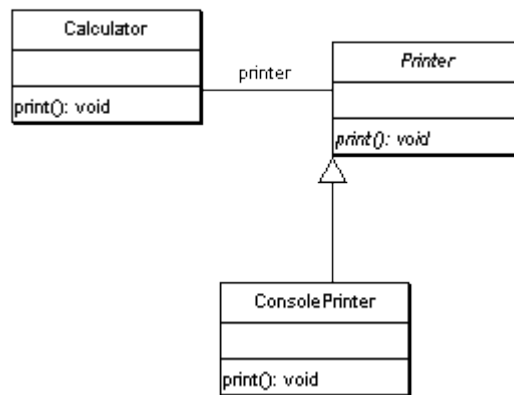 Calculator
print(): void
printer
Printer
print(): void
ConsolePrinter
print(): void